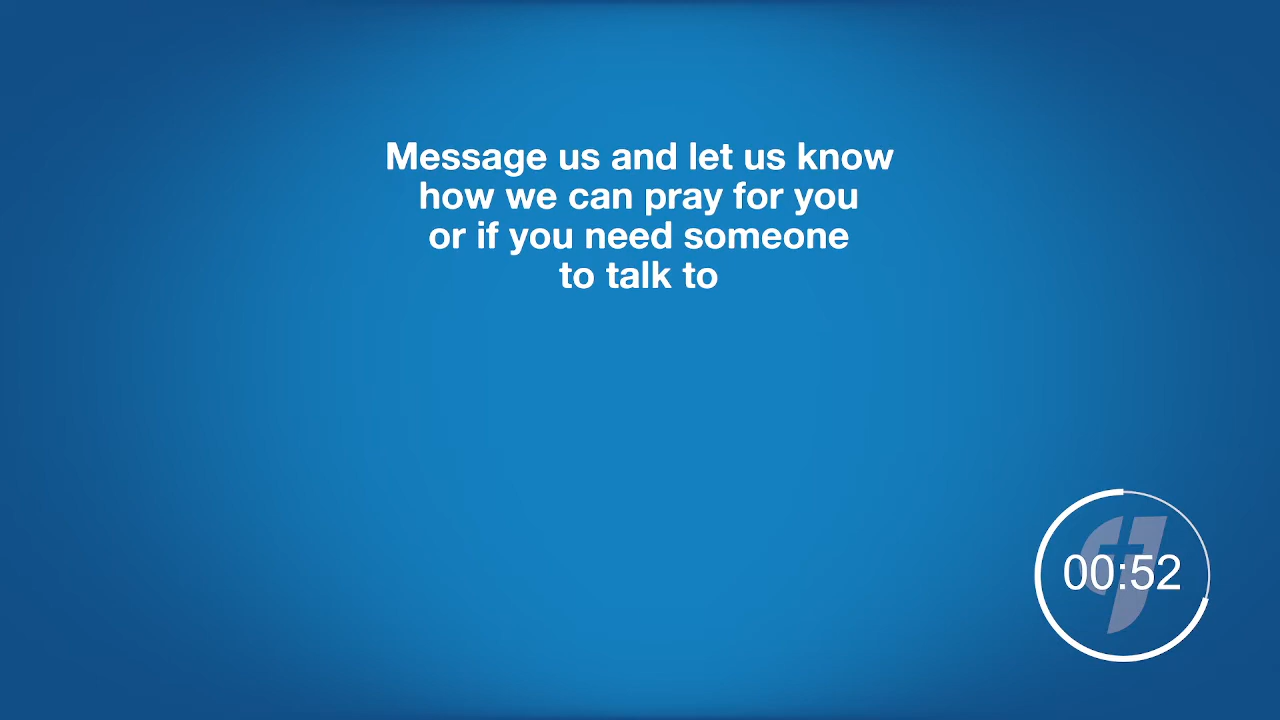 Message us and let us know
how we can pray for you
or if you need someone
to talk to
00:52